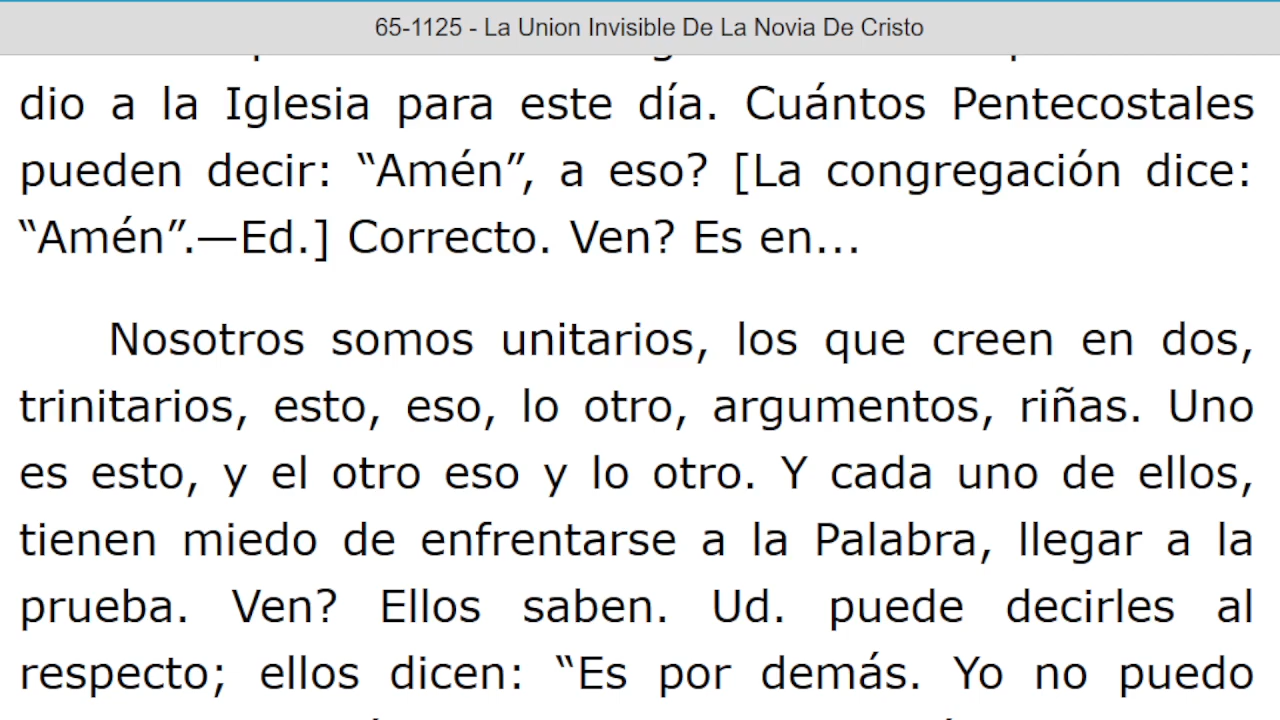 65-1125 - La Union Invisible De La Novia De Cristo
dio a la Iglesia para este día. Cuántos Pentecostales
pueden decir: “Amén”, a eso? [La congregación dice:
“Amén”.—Ed.] Correcto. Ven? Es en...
Nosotros somos unitarios, los que creen en dos,
trinitarios, esto, eso, lo otro, argumentos, riñas. Uno
es esto, y el otro eso y lo otro. Y cada uno de ellos,
tienen miedo de enfrentarse a la Palabra, llegar a la
prueba. Ven? Ellos saben. Ud. puede decirles al
respecto; ellos dicen: “Es por demás. Yo no puedo